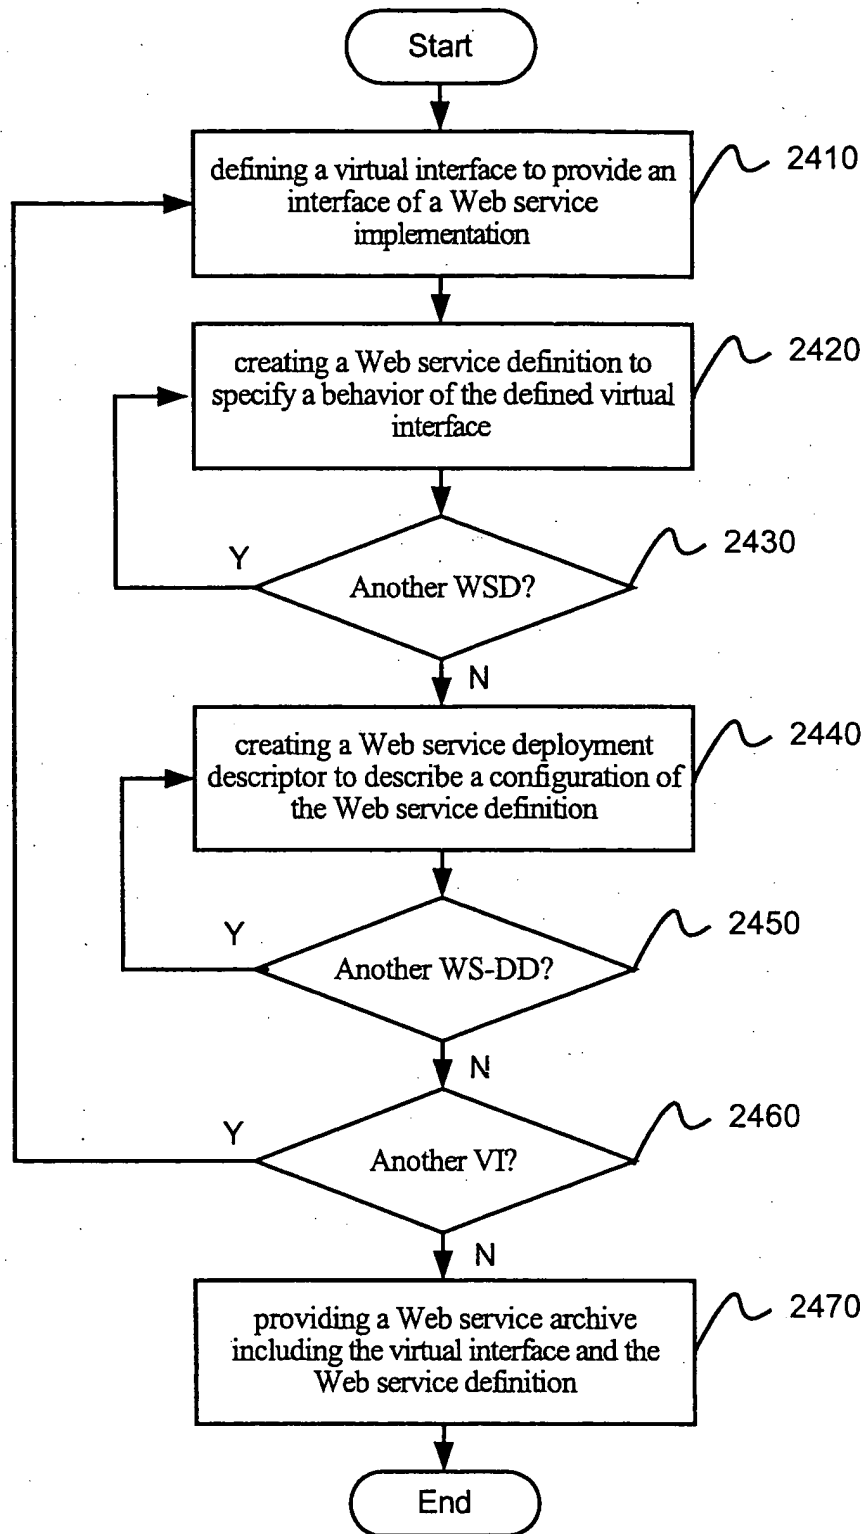 Start
defining a virtual interface to provide an
interface of a Web service
implementation
2410
creating a Web service definition to
specify a behavior of the defined virtual
interface
2420
Another WSD?
2430
Y
N
creating a Web service deployment
descriptor to describe a configuration of
the Web service definition
2440
Another WS-DD?
2450
Y
N
Another VI?
2460
Y
N
providing a Web service archive
including the virtual interface and the
Web service definition
2470
End